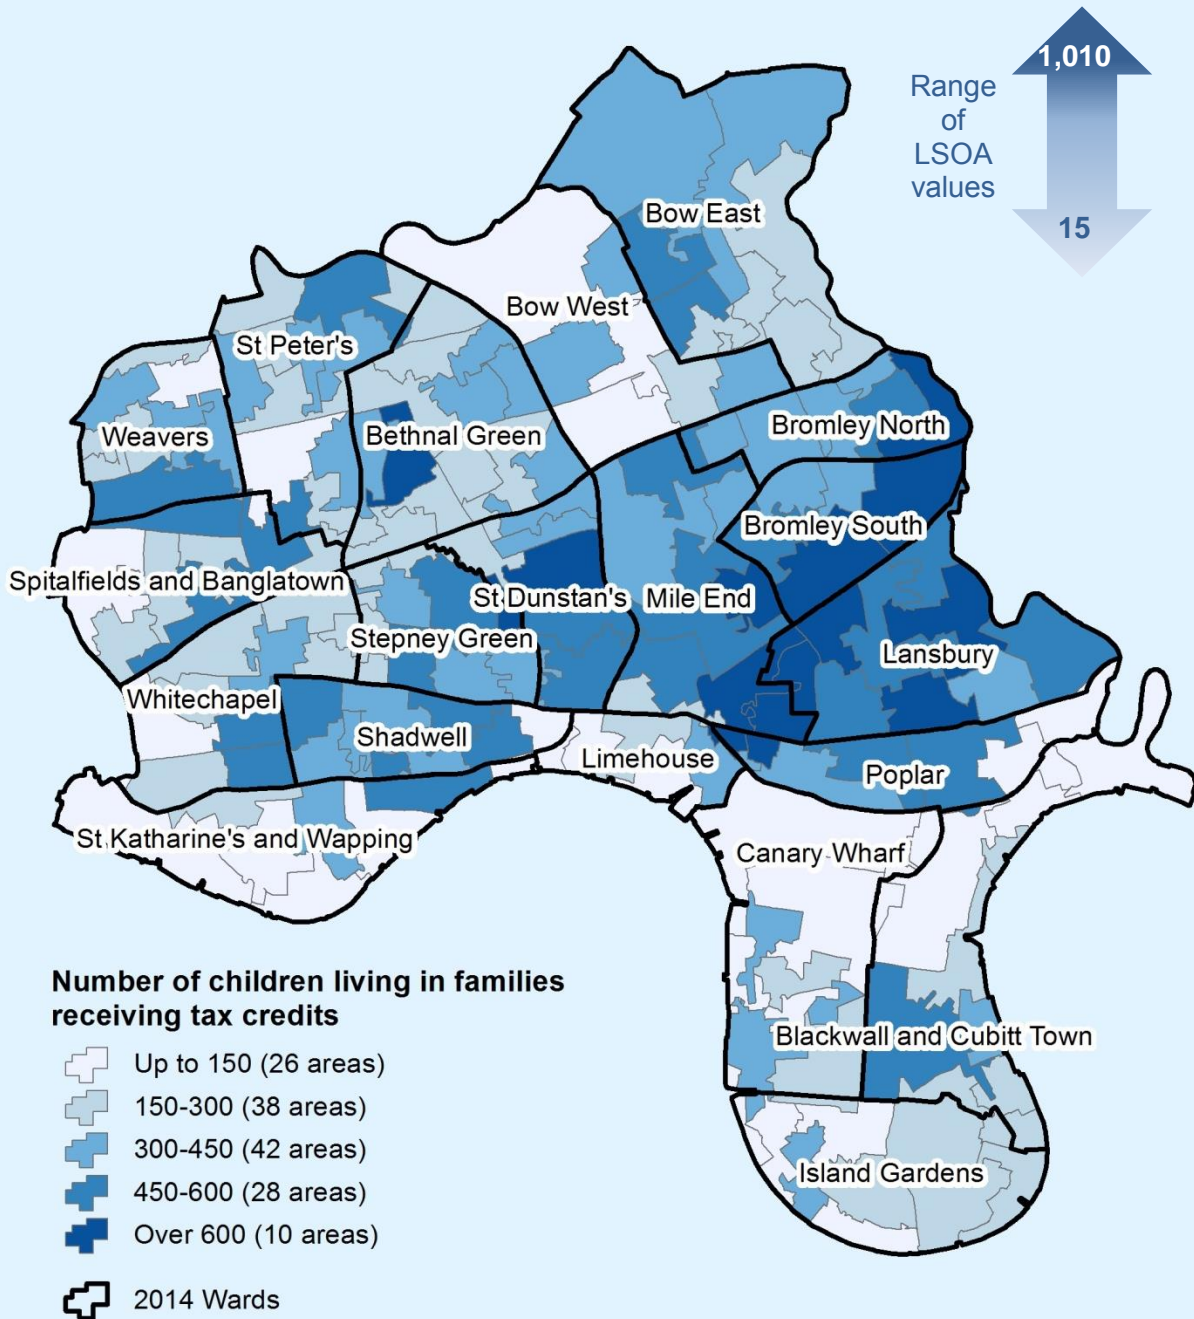 1,010
Range
of
LSOA
values
15
Bow East
Bow West
St Peter's
Weavers
Bethnal Green
Bromley North
Bromley South
Spitalfields and Banglatown
St Dunstan's
Mile End
Stepney Green
Lansbury
Whitechapel
Shadwell
Limehouse
Poplar
St Katharine's and Wapping
Canary Wharf
Blackwall and Cubitt Town
Island Gardens
Number of children living in families
receiving tax credits
Up to 150 (26 areas)
150-300 (38 areas)
300-450 (42 areas)
450-600 (28 areas)
Over 600 (10 areas)
2014 Wards